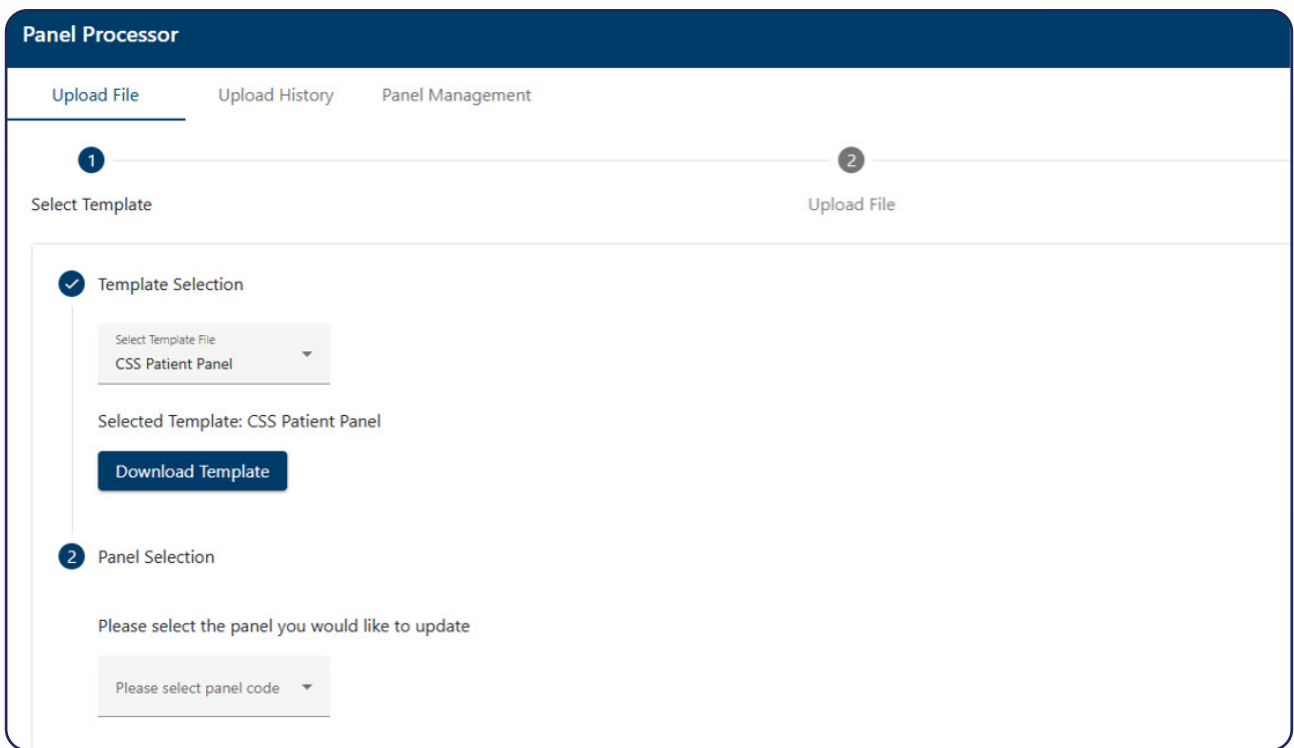 Panel Processor
Upload File Upload History Panel Management
1 2
Select Template Upload File
Template Selection
Select Template File
CSS Patient Panel
Selected Template: CSS Patient Panel
Download Template
2 Panel Selection
Please select the panel you would like to update
Please select panel code